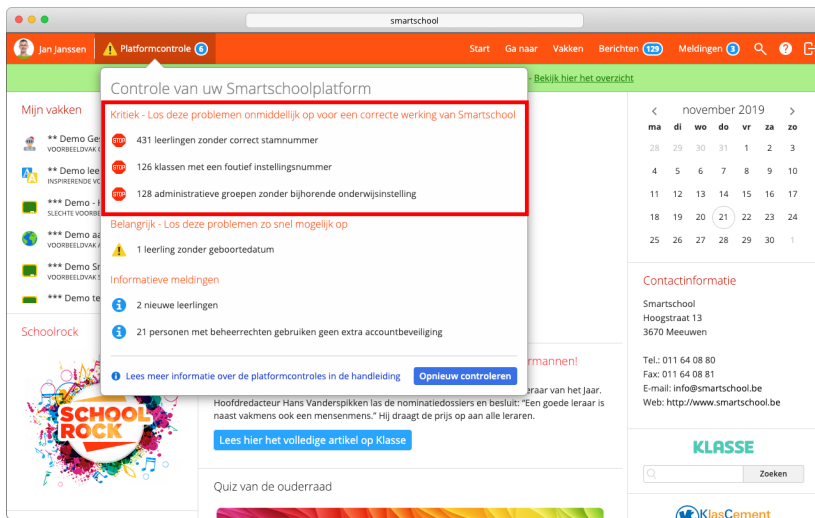 smartschool
Jan Janssen
Platformcontrole 6
Start Ga naar Vakken Berichten 129 Meldingen 3
- Bekijk hier het overzicht
Controle van uw Smartschoolplatform
Kritiek - Los deze problemen onmiddellijk op voor een correcte werking van Smartschool
STOP 431 leerlingen zonder correct stamnummer
STOP 126 klassen met een foutief instellingsnummer
STOP 128 administratieve groepen zonder bijhorende onderwijsinstelling
Belangrijk - Los deze problemen zo snel mogelijk op
1 leerling zonder geboortedatum
Informatieve meldingen
2 nieuwe leerlingen
21 personen met beheerrechten gebruiken geen extra accountbeveiliging
Lees meer informatie over de platformcontroles in de handleiding
Opnieuw controleren
Mijn vakken
** Demo Ge
VOORBEELDVAK
** Demo lee
INSPIRERENDE VO
*** Demo - H
SLECHTE VOORBE
*** Demo aa
VOORBEELDVAK
*** Demo Sr
VOORBEELDVAK
*** Demo te
Schoolrock
SCHOOL
ROCK
rmannen!
eraar van het Jaar.
Hoofdredacteur Hans Vanderspikken las de nominatiedossiers en besluit: "Een goede leraar is
naast vakmens ook een mensenmens." Hij draagt de prijs op aan alle leraren.
Lees hier het volledige artikel op Klasse
Quiz van de ouderraad
november 2019
ma di wo do vr za zo
28 29 30 31 1 2 3
4 5 6 7 8 9 10
11 12 13 14 15 16 17
18 19 20 21 22 23 24
25 26 27 28 29 30 1
Contactinformatie
Smartschool
Hoogstraat 13
3670 Meeuwen
Tel.: 011 64 08 80
Fax: 011 64 08 81
E-mail: info@smartschool.be
Web: http://www.smartschool.be
KLASSE
Zoeken
KlasCement